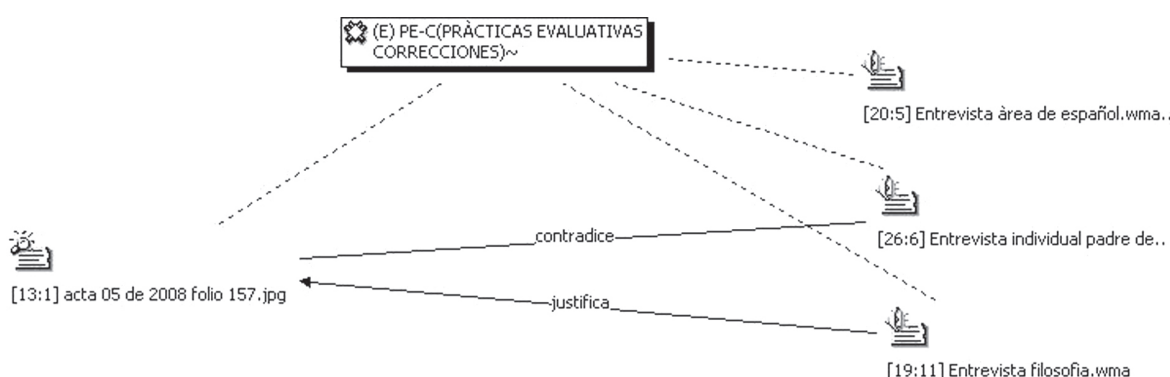 (E) PE-C(PRÀCTICAS EVALUATIVAS
CORRECCIONES)~
[20:5] Entrevista àrea de español.wma..
contradice
[26:6] Entrevista individual padre de..
[13:1] acta 05 de 2008 folio 157.jpg
justifica
[19:11] Entrevista filosofia.wma